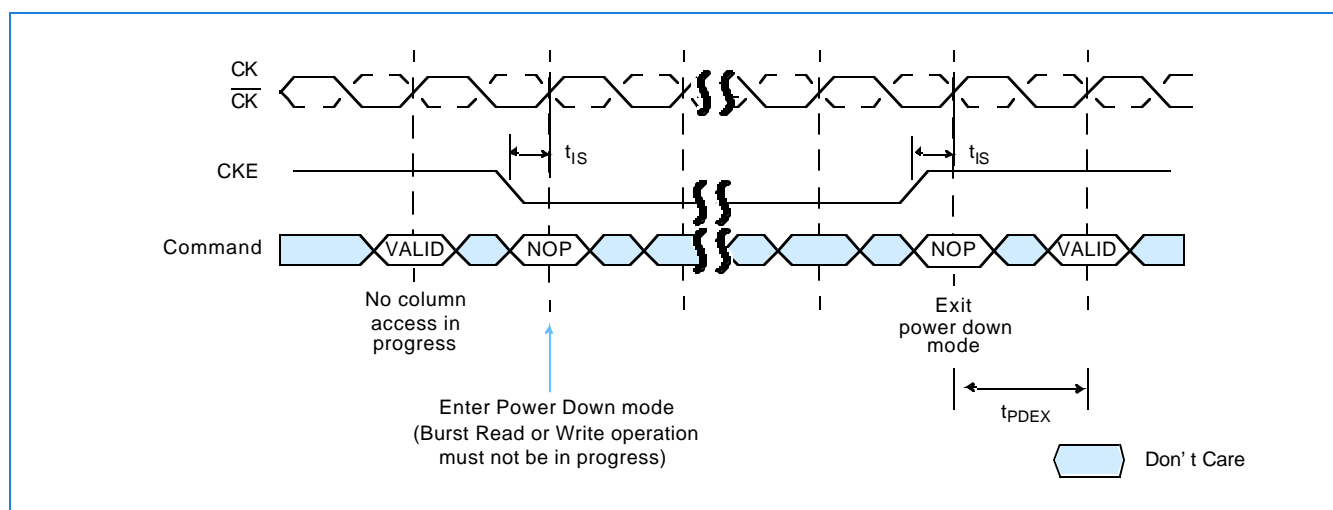 CK
CK
tIS
tIS
CKE
Command
VALID
NOP
NOP
VALID
No column
access in
progress
Exit
power down
mode
Enter Power Down mode
(Burst Read or Write operation
must not be in progress)
tPDEX
Don' t Care